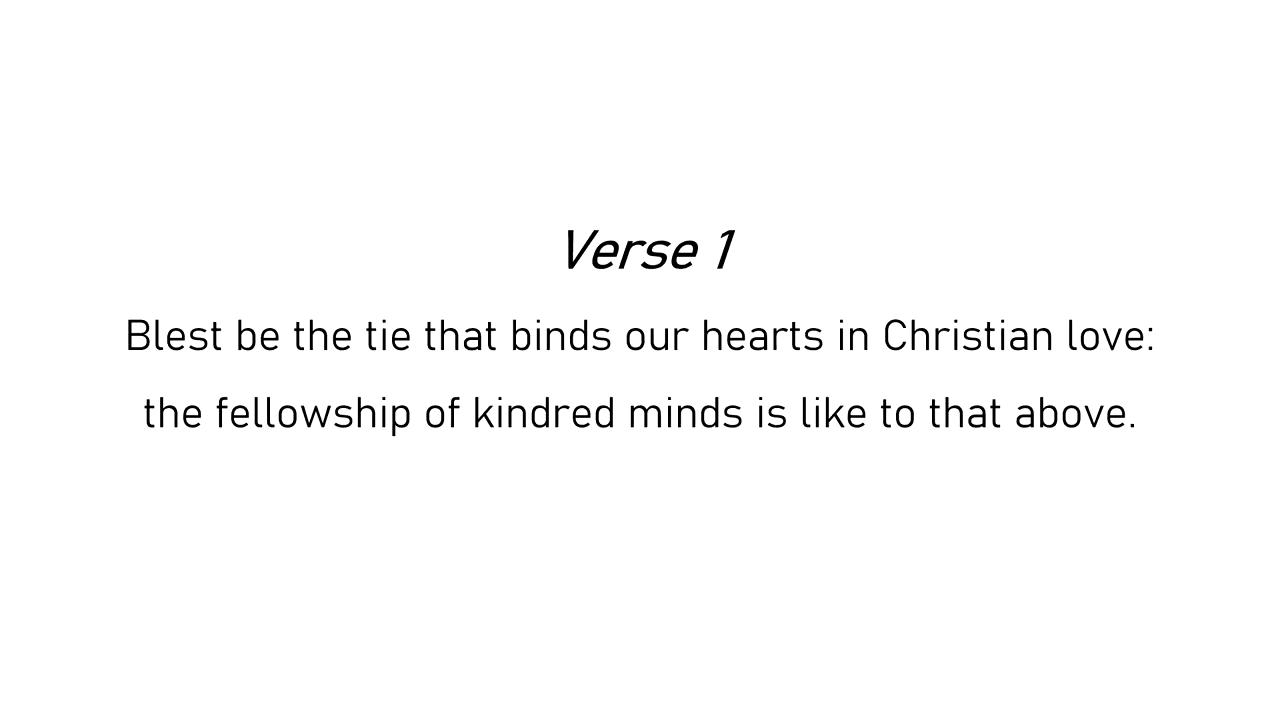 Verse 1
Blest be the tie that binds our hearts in Christian love:
the fellowship of kindred minds is like to that above.